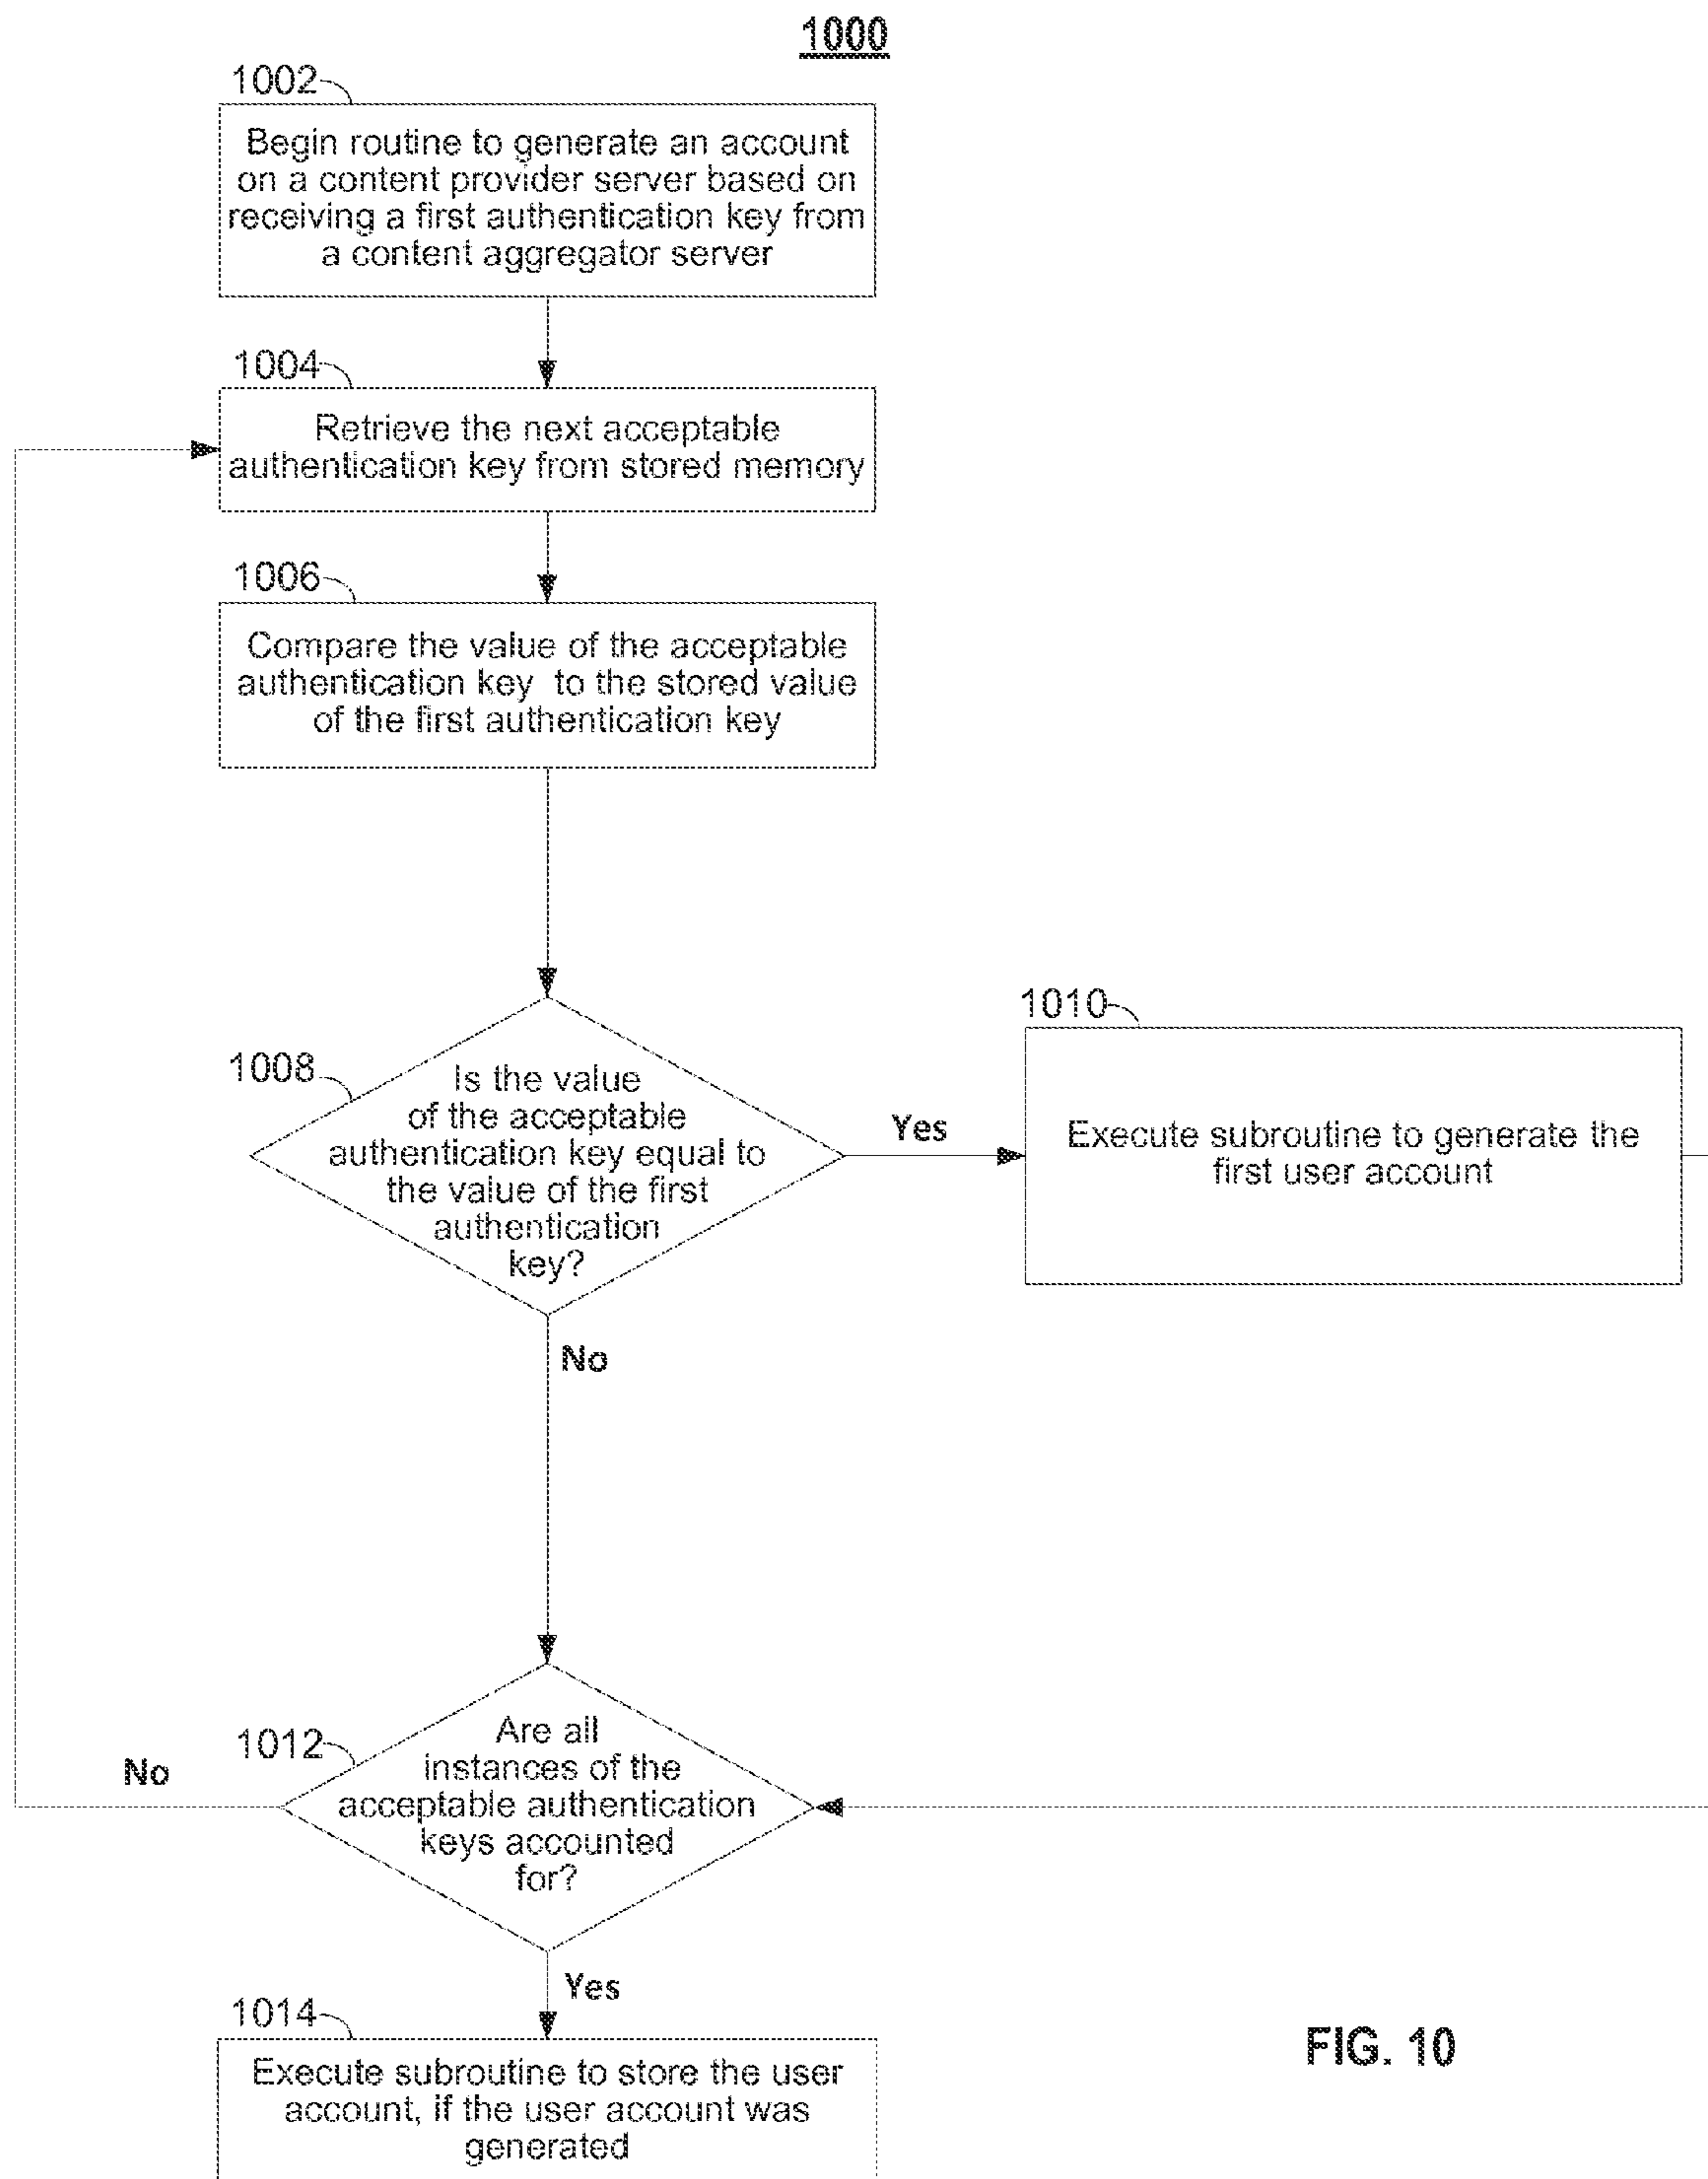 1000
1002
Begin routine to generate an account
on a content provider server based on
receiving a first authentication key from
a content aggregator server
1004
Retrieve the next acceptable
authentication key from stored memory
1006
Compare the value of the acceptable
authentication key to the stored value
of the first authentication key
1008
Is the value
of the acceptable
authentication key equal to
the value of the first
authentication
key?
Yes
1010
Execute subroutine to generate the
first user account
No
1012
Are all
instances of the
acceptable authentication
keys accounted
for?
No
Yes
1014
Execute subroutine to store the user
account, if the user account was
generated
FIG. 10